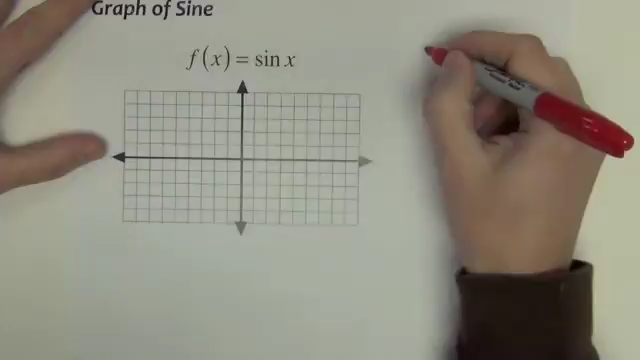 Graph of Sine
f(x) = sin x